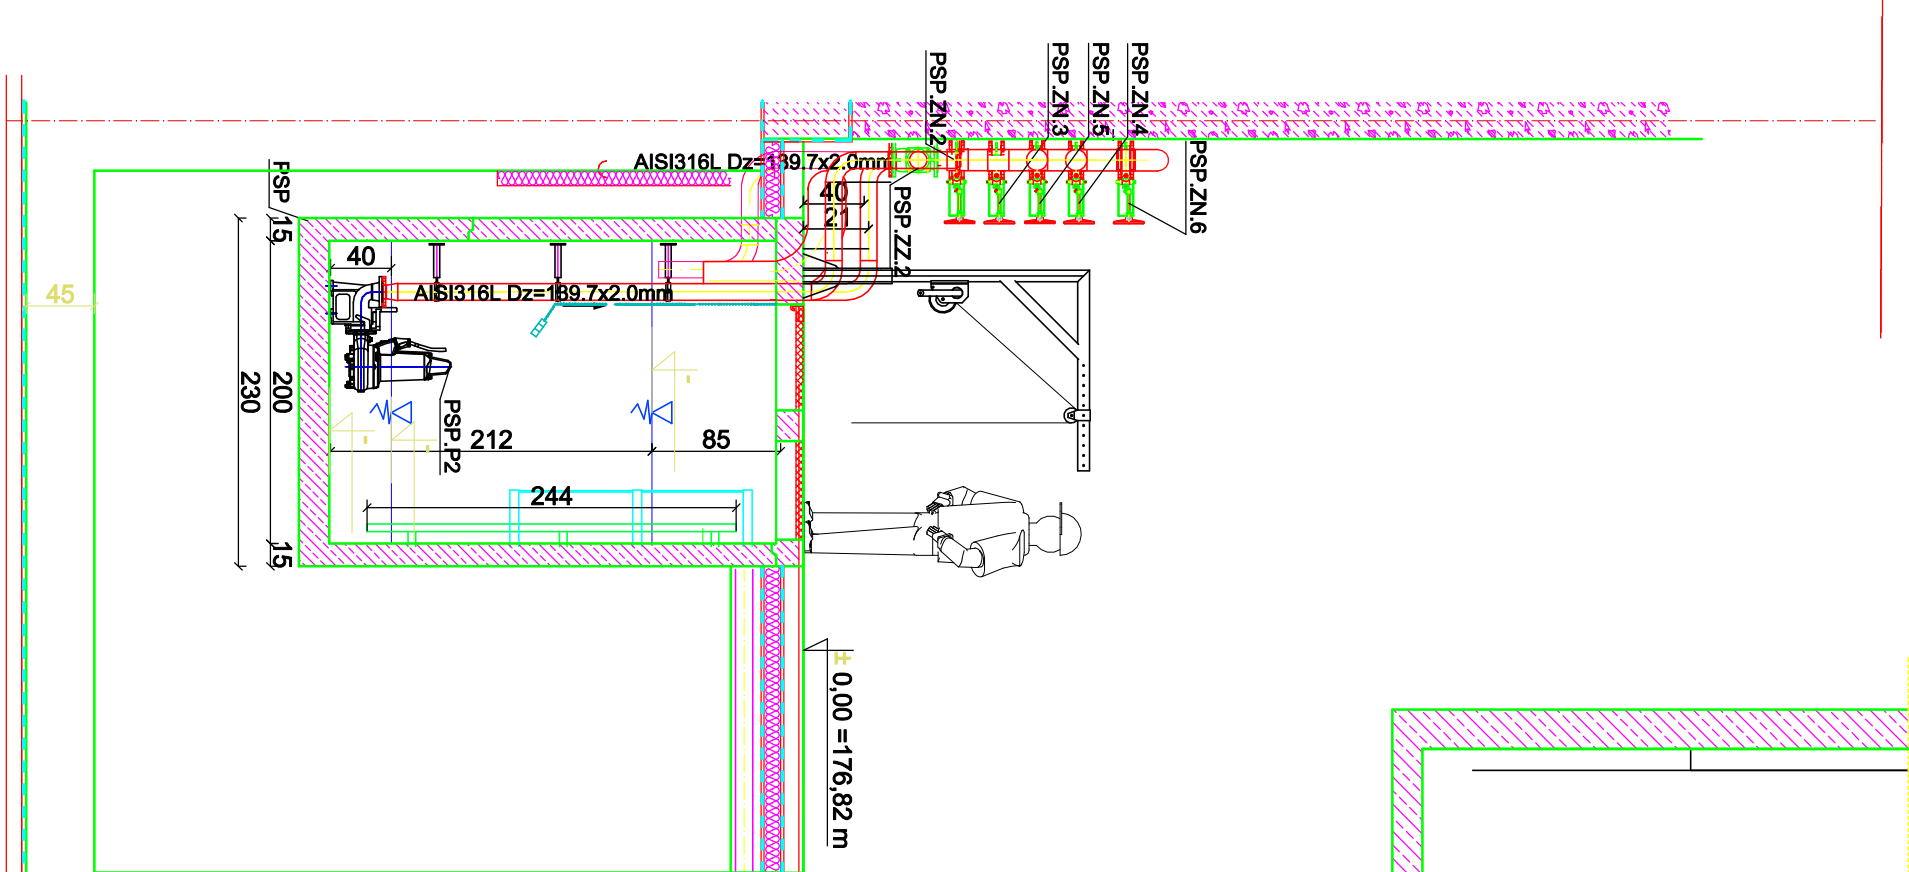 PSP.ZN.2
PSP.ZN.3
PSP.ZN.5
PSP.ZN.4
PSP.ZN.6
AISI316L Dz=139.7x2.0mm
PSP
40
21
PSP.ZZ.2
15
40
AISI316L Dz=139.7x2.0mm
45
200
230
PSP.P2
212
85
244
15
± 0,00 =176,82 m